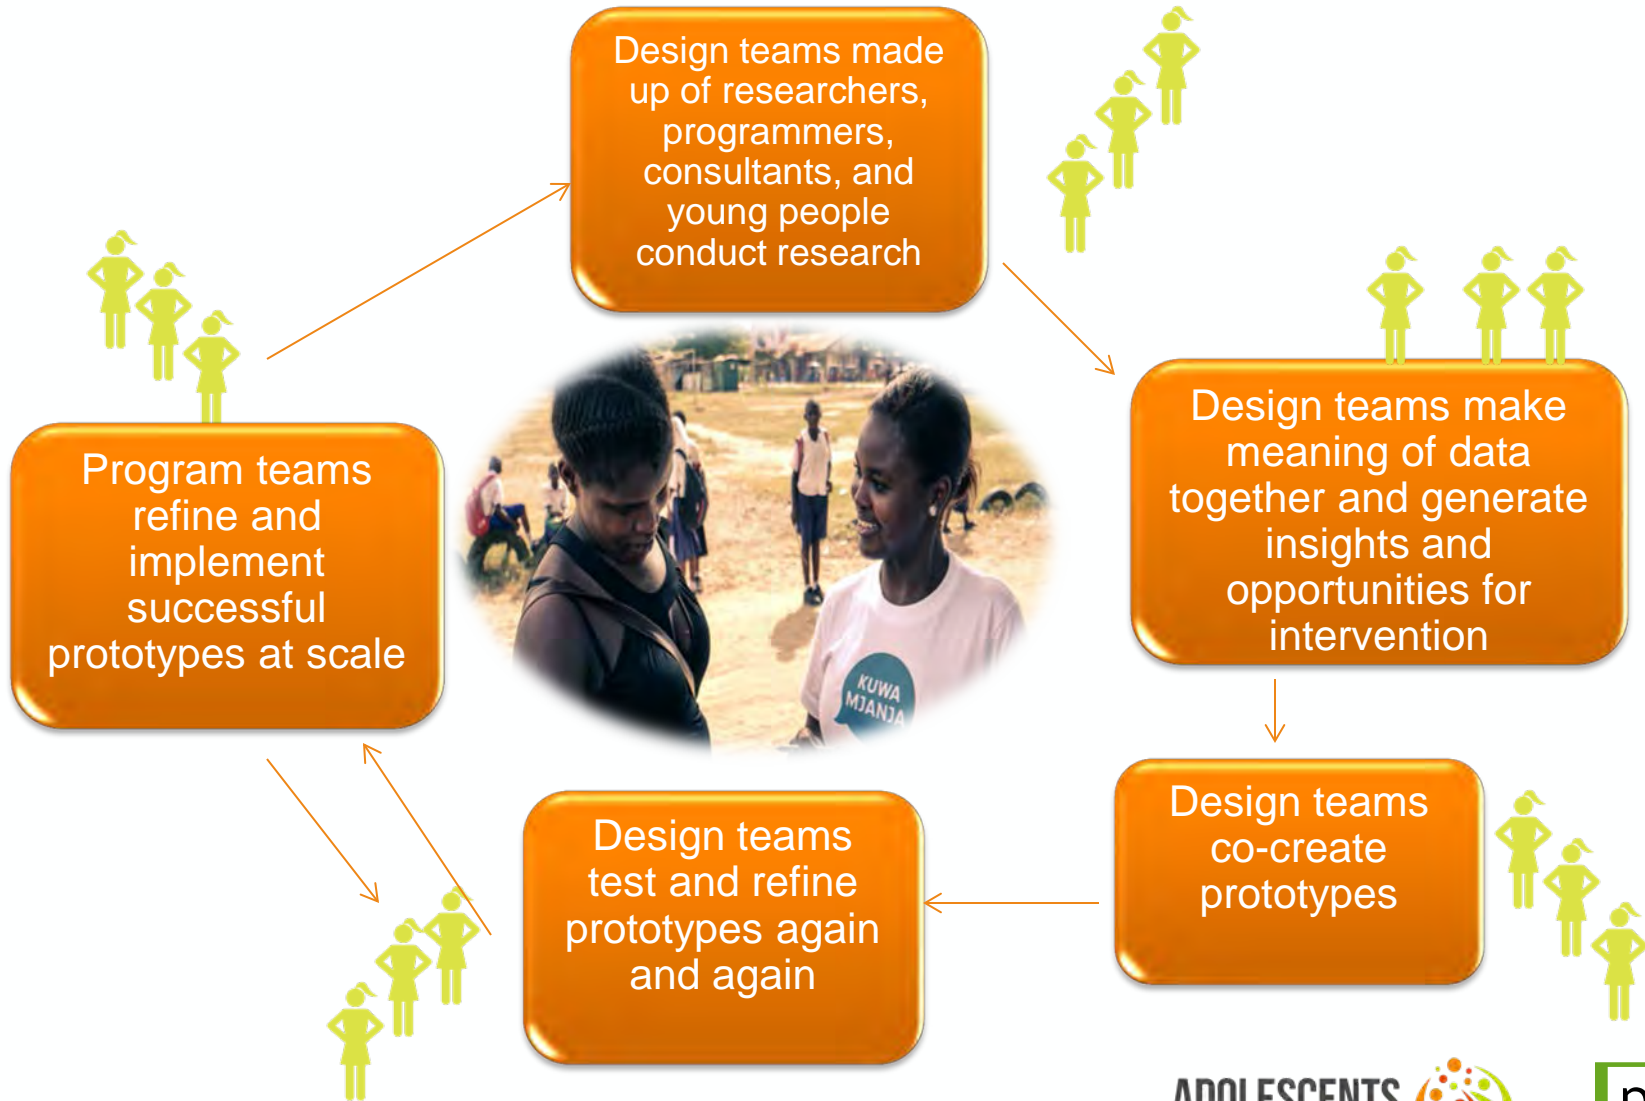 Design teams made
up of researchers,
programmers,
consultants, and
young people
conduct research
Design teams make
meaning of data
together and generate
insights and
opportunities for
intervention
Design teams
co-create
prototypes
Design teams
test and refine
prototypes again
and again
Program teams
refine and
implement
successful
prototypes at scale
KUWA
MJANJA
ADOLESCENTS